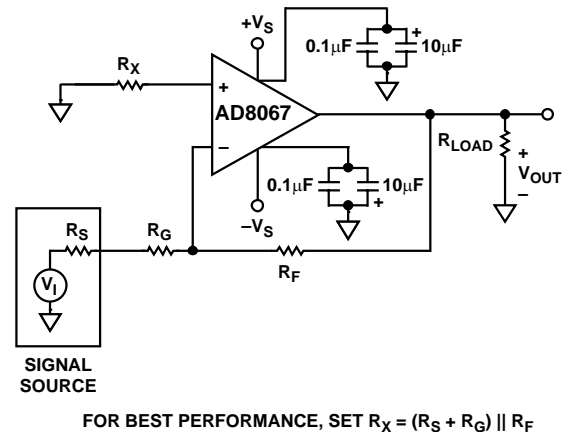 +VS
0.1μF
+
10μF
RX
+
AD8067
−
RLOAD
+
VOUT
−
0.1μF
10μF
+
−VS
RS
RG
RF
VI
SIGNAL
SOURCE
FOR BEST PERFORMANCE, SET RX = (RS + RG) || RF